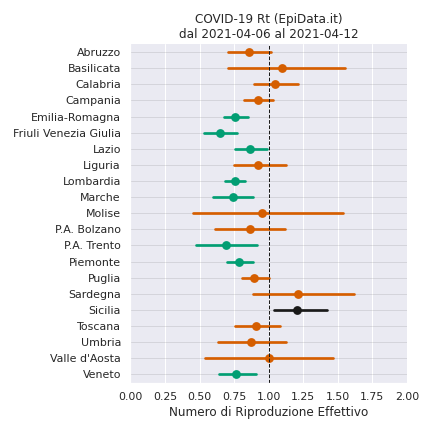 COVID-19 Rt (EpiData.it)
dal 2021-04-06 al 2021-04-12
Abruzzo
Basilicata
Calabria
Campania
Emilia-Romagna
Friuli Venezia Giulia
Lazio
Liguria
Lombardia
Marche
Molise
P.A. Bolzano
P.A. Trento
Piemonte
Puglia
Sardegna
Sicilia
Toscana
Umbria
Valle d'Aosta
Veneto
0.00 0.25 0.50 0.75 1.00 1.25 1.50 1.75 2.00
Numero di Riproduzione Effettivo